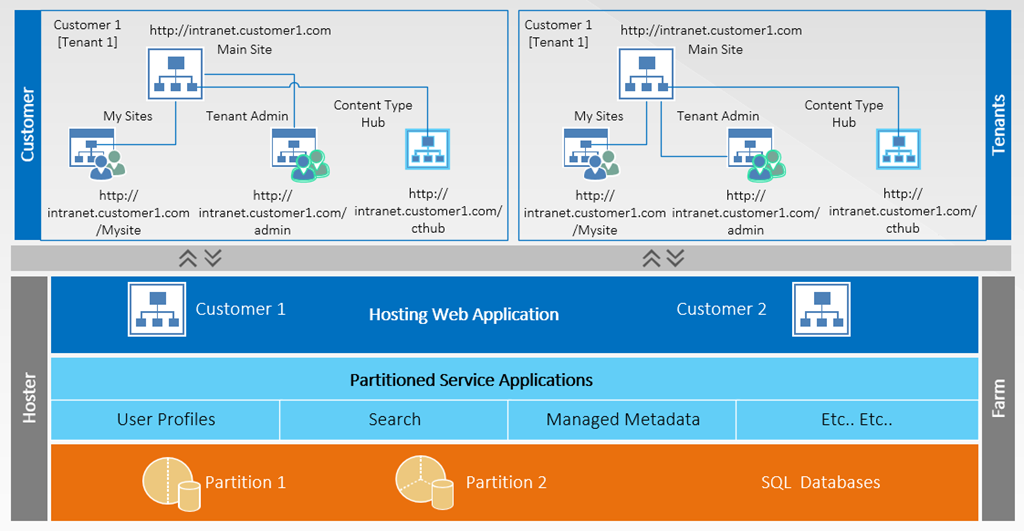 Customer
Customer 1
[Tenant 1]
http://intranet.customer1.com
Main Site
My Sites
Tenant Admin
Content Type
Hub
http://
intranet.customer1.com
/Mysite
http://
intranet.customer1.com/
admin
http://
intranet.customer1.com/
cthub
Customer 1
[Tenant 1]
http://intranet.customer1.com
Main Site
My Sites
Tenant Admin
Content Type
Hub
http://
intranet.customer1.com
/Mysite
http://
intranet.customer1.com/
admin
http://
intranet.customer1.com/
cthub
Tenants
Hoster
Customer 1
Hosting Web Application
Customer 2
Partitioned Service Applications
User Profiles
Search
Managed Metadata
Etc.. Etc..
Partition 1
Partition 2
SQL Databases
Farm